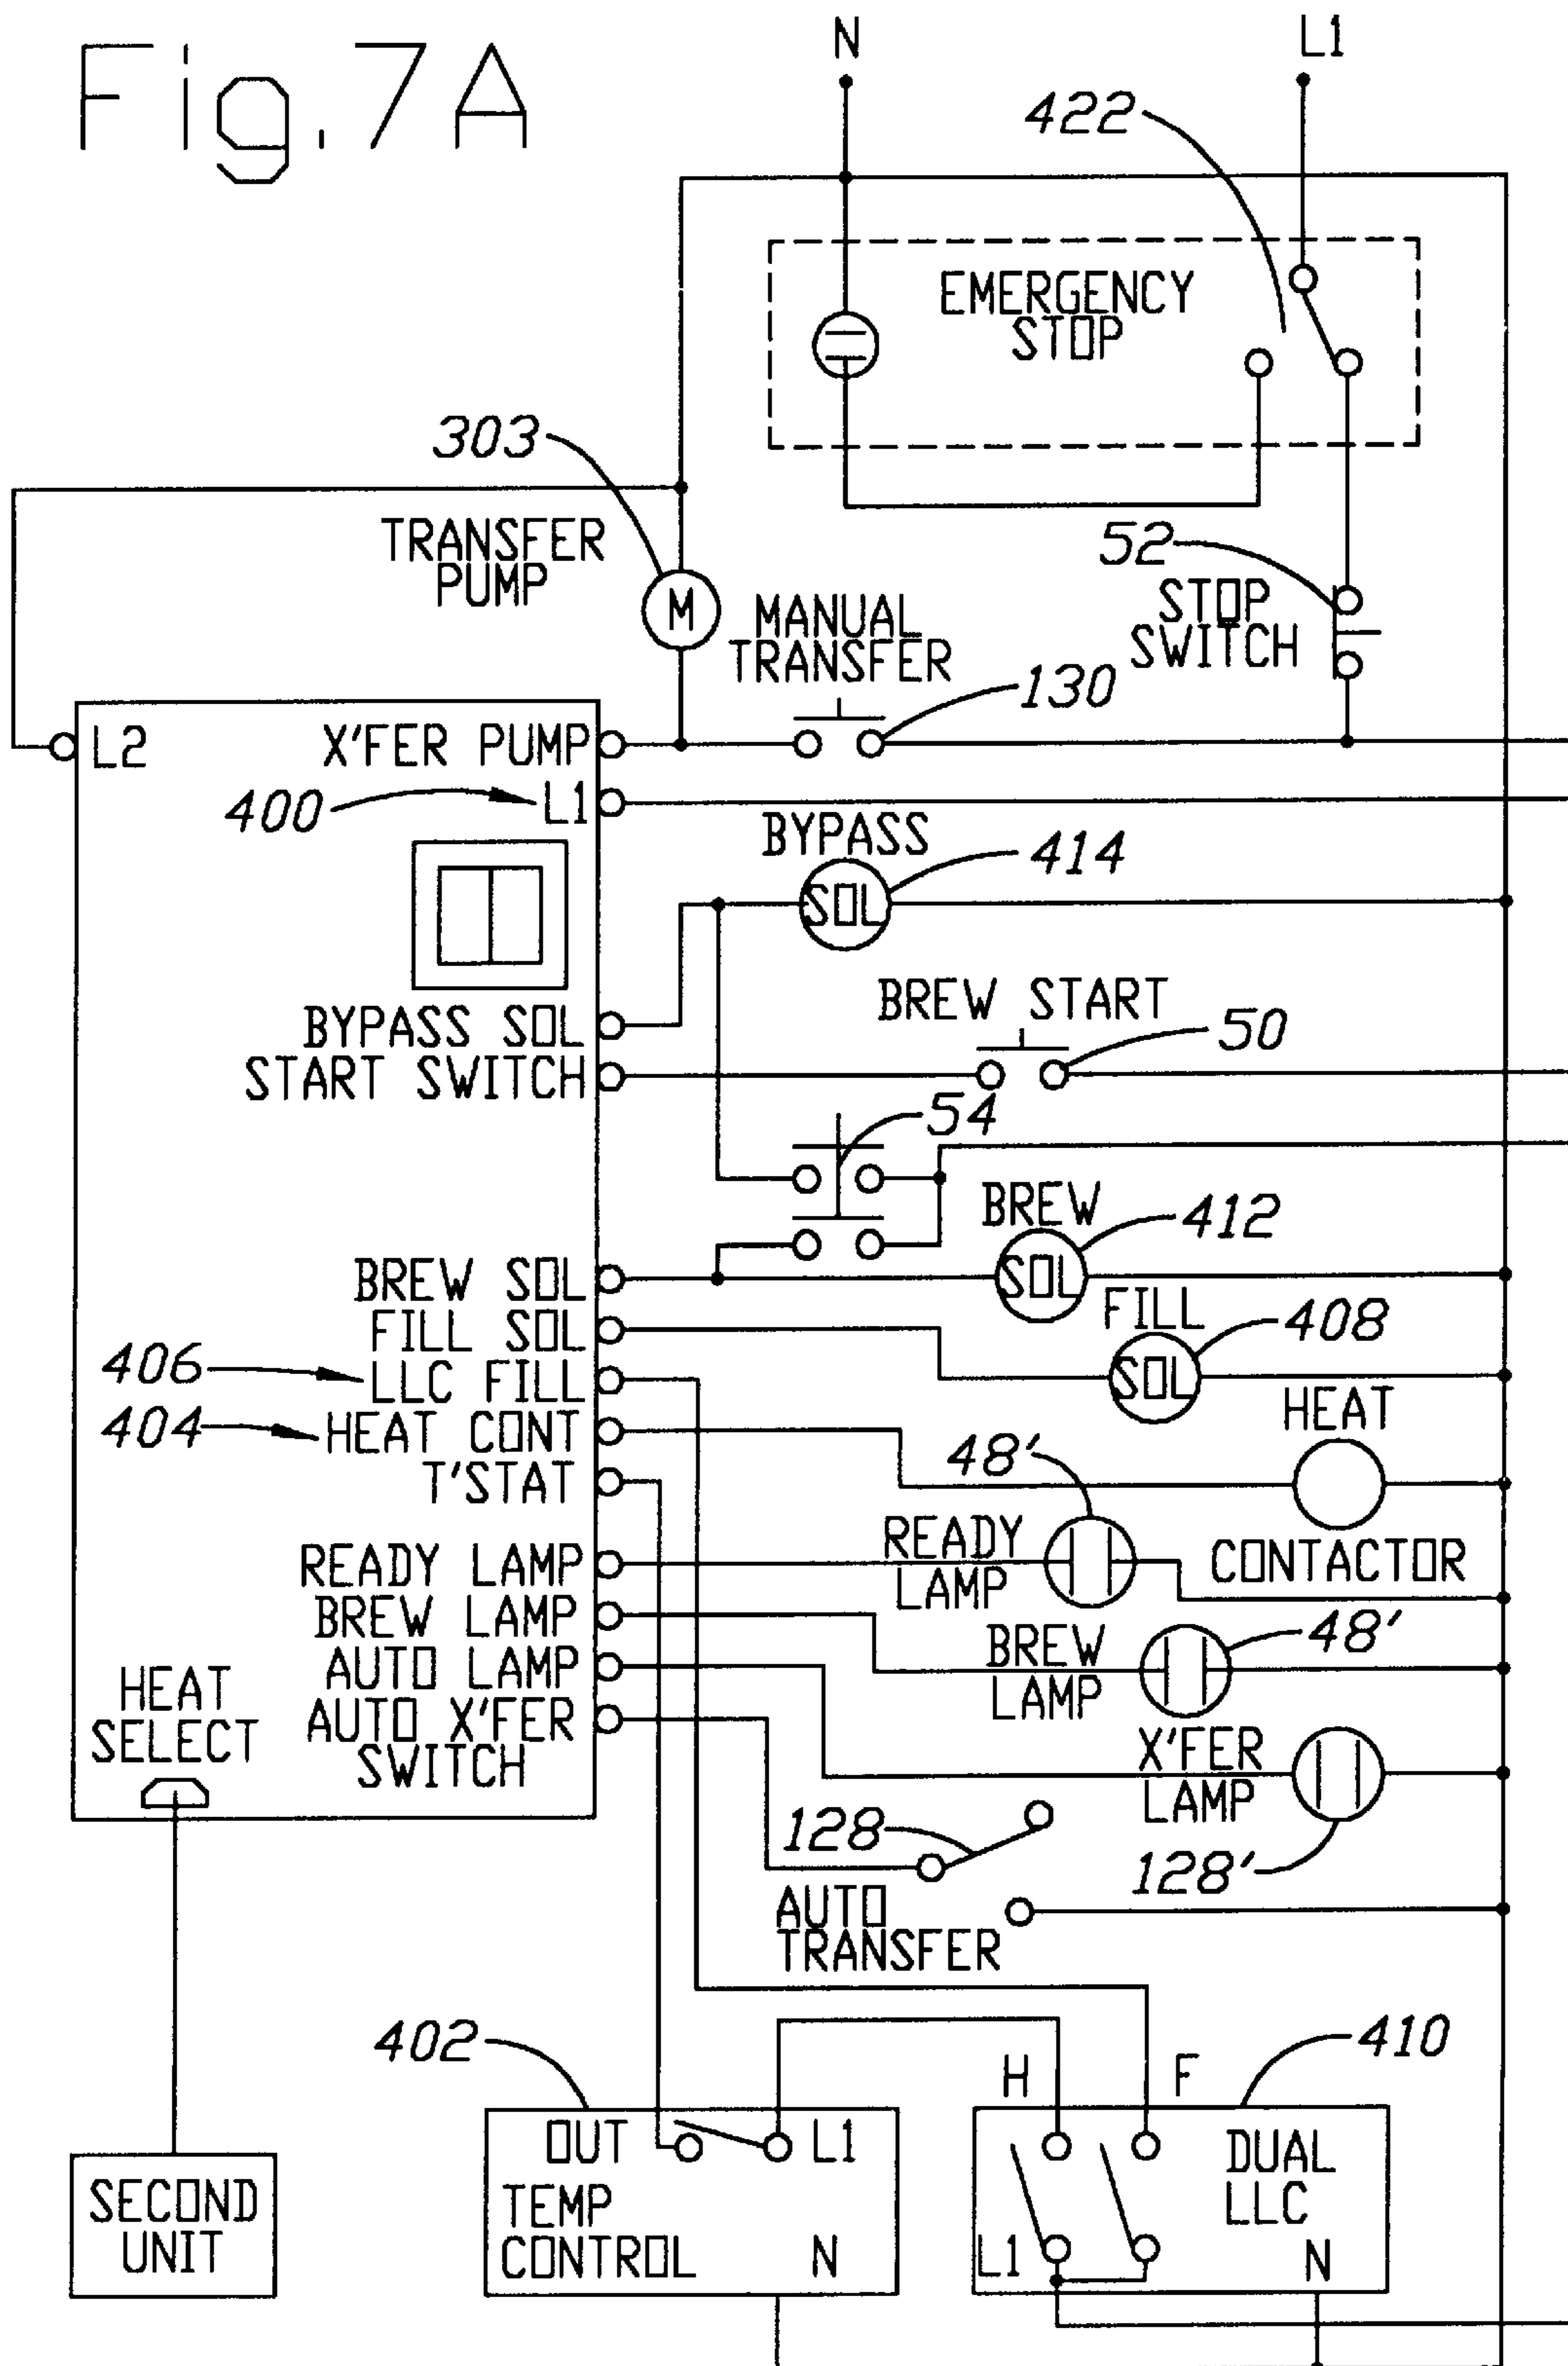 Fig. 7A
N
L1
422
EMERGENCY
STOP
303
TRANSFER
PUMP
M
MANUAL
TRANSFER
52
STOP
SWITCH
130
L2
X'FER PUMP
400
L1
BYPASS
SOL
414
BYPASS SOL
BREW START
START SWITCH
50
54
BREW
SOL
412
BREW SOL
FILL
SOL
408
FILL SOL
406
LLC FILL
404
HEAT CONT
HEAT
CONTACTOR
T'STAT
48'
READY LAMP
READY
LAMP
BREW LAMP
BREW
LAMP
48'
AUTO LAMP
X'FER
LAMP
128'
HEAT
SELECT
AUTO X'FER
SWITCH
128
AUTO
TRANSFER
402
410
H
F
OUT
L1
TEMP
CONTROL
N
DUAL
LLC
L1
N
SECOND
UNIT